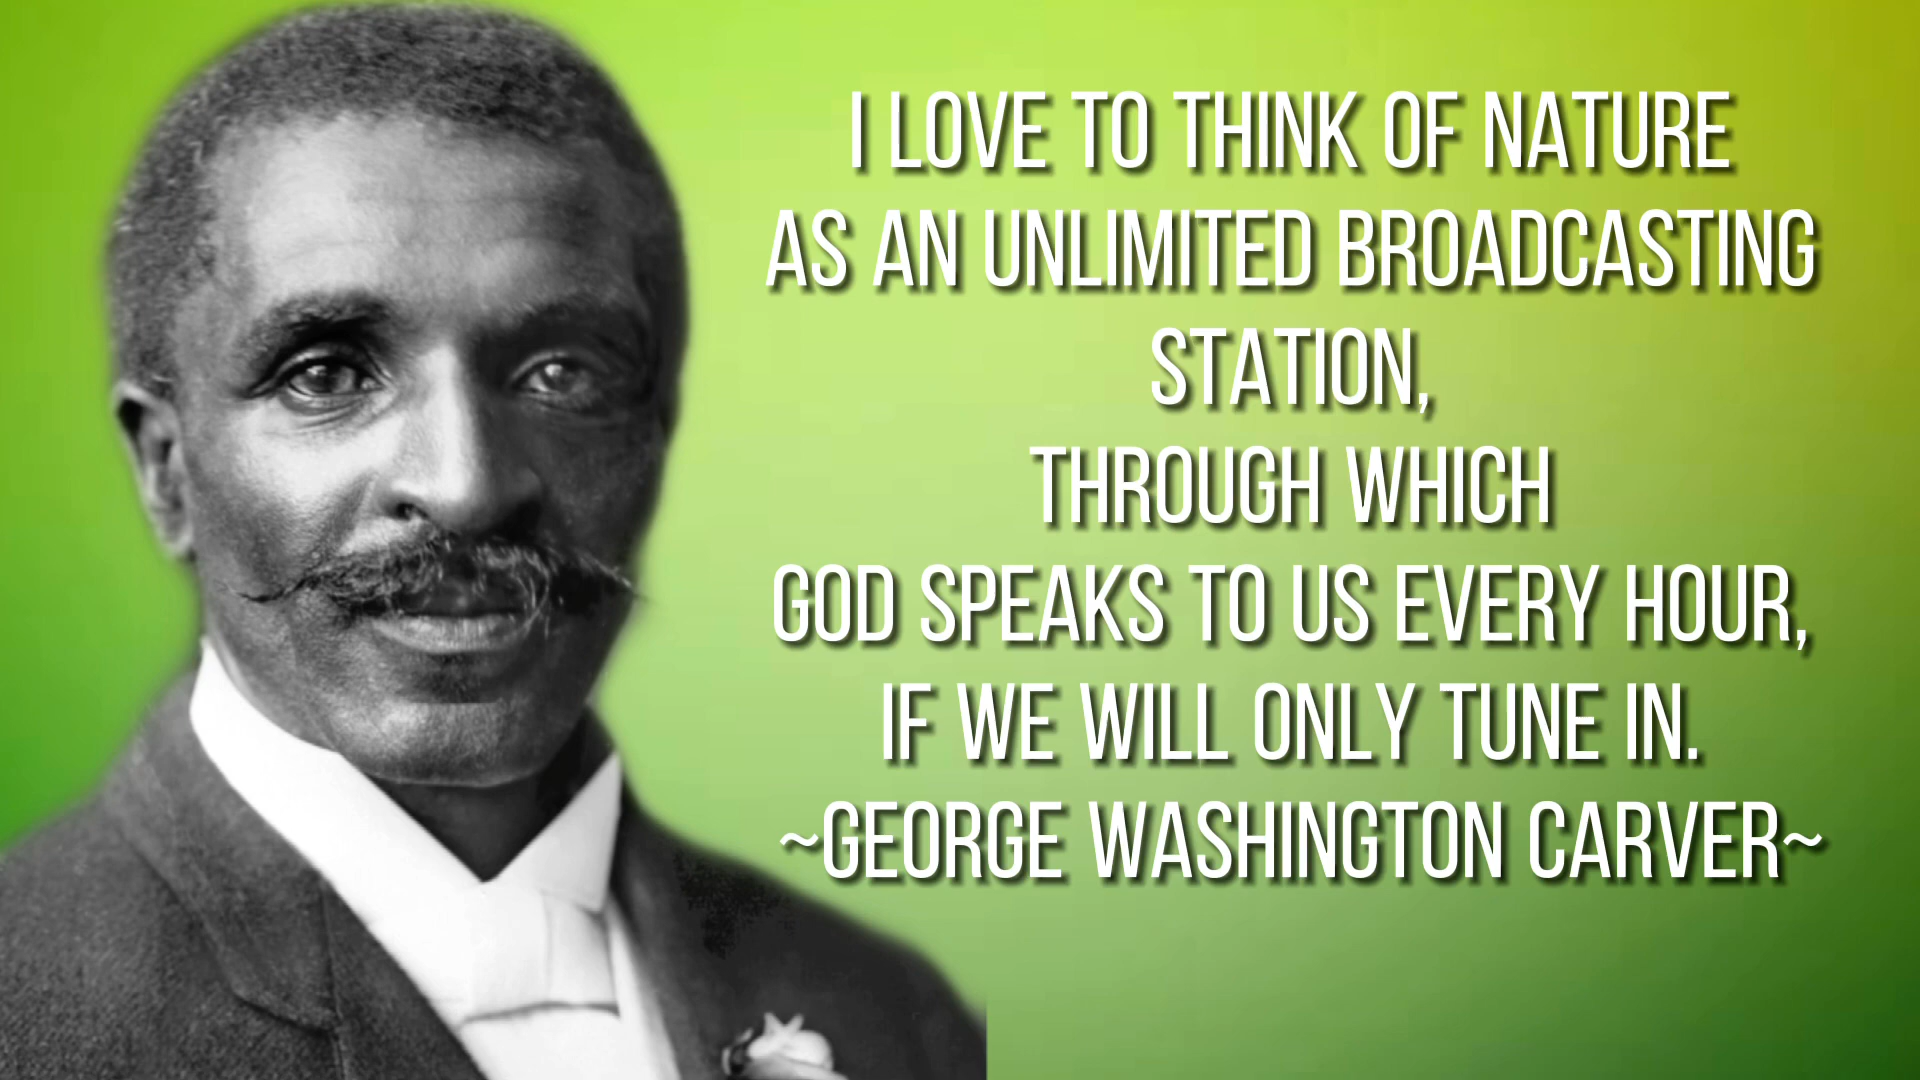 I LOVE TO THINK OF NATURE
AS AN UNLIMITED BROADCASTING
STATION,
THROUGH WHICH
GOD SPEAKS TO US EVERY HOUR,
IF WE WILL ONLY TUNE IN.
~GEORGE WASHINGTON CARVER~